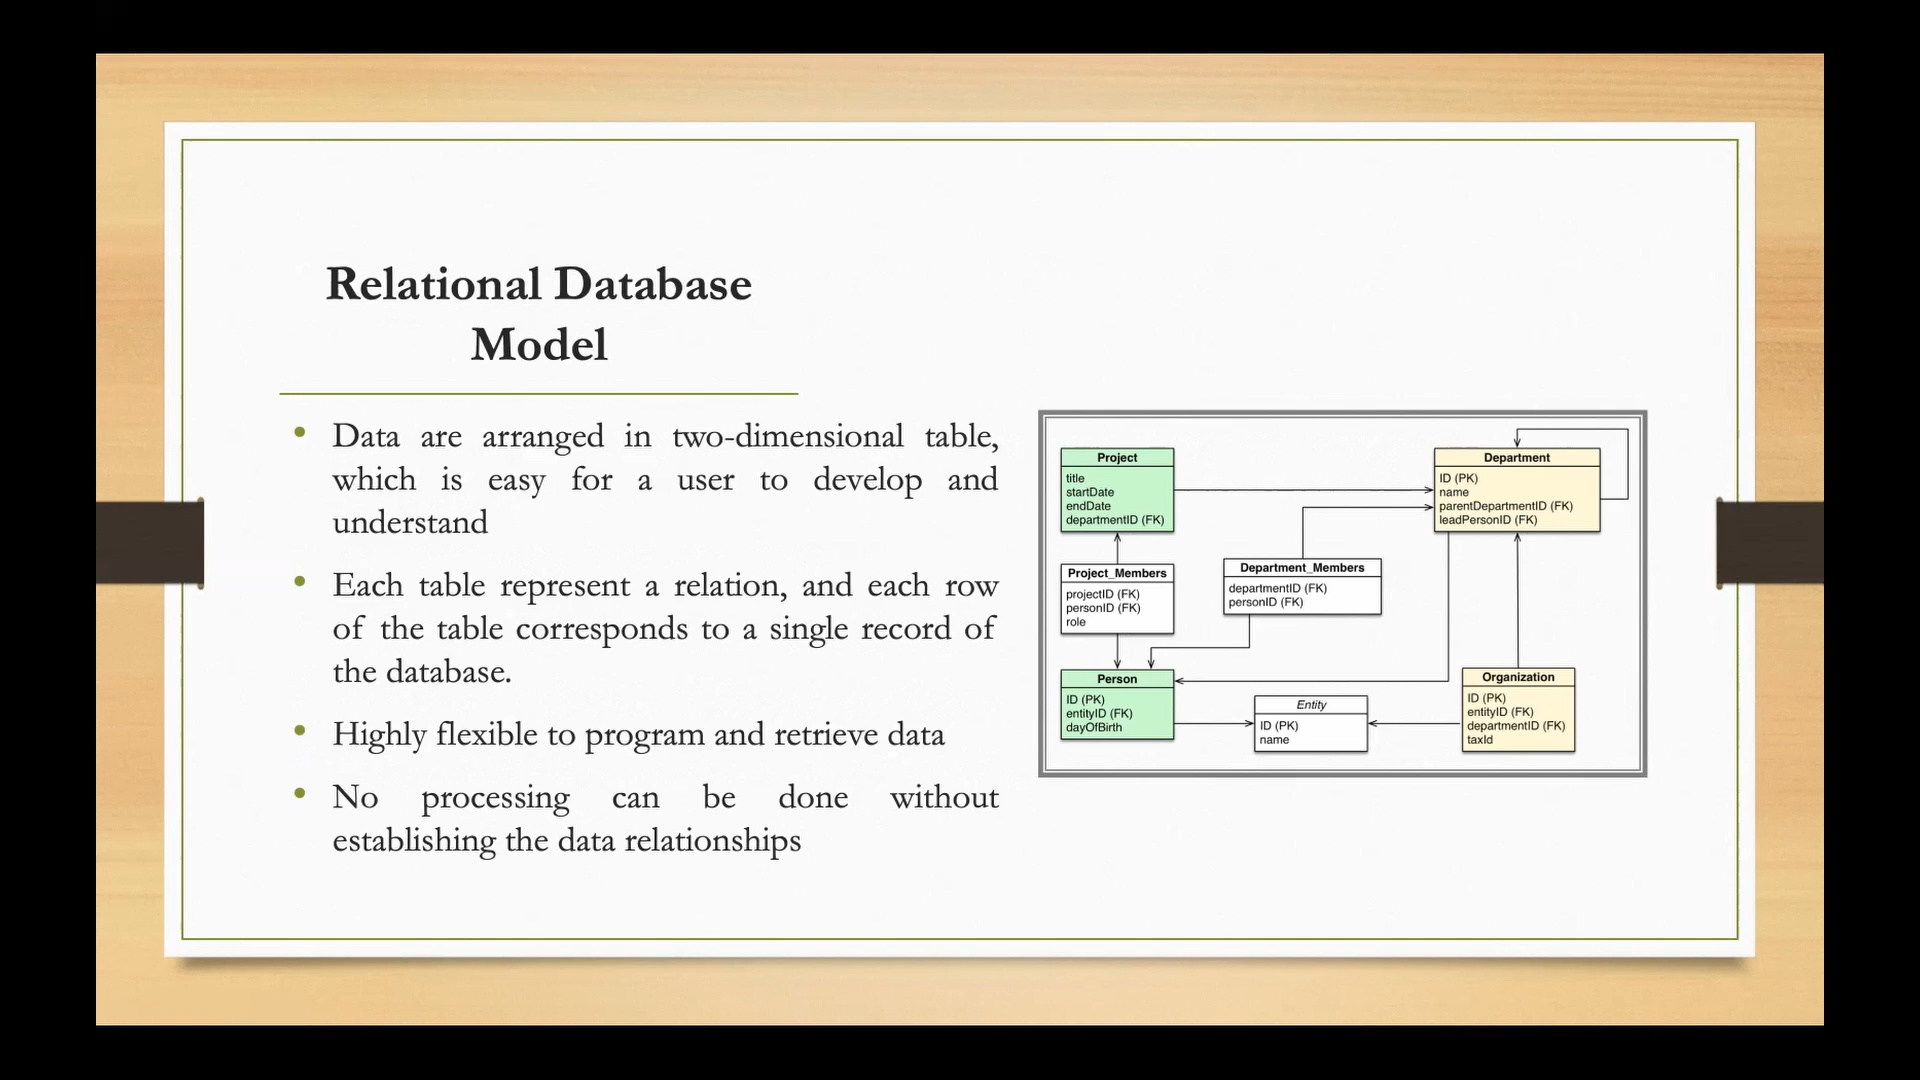 Relational Database
Model
• Data are arranged in two-dimensional table,
which is easy for a user to develop and
understand
• Each table represent a relation, and each row
of the table corresponds to a single record of
the database.
• Highly flexible to program and retrieve data
• No processing can be done without
establishing the data relationships
Project
title
startDate
endDate
departmentID (FK)
Department
ID (PK)
name
parentDepartmentID (FK)
leadPersonID (FK)
Project_Members
projectID (FK)
personID (FK)
role
Department_Members
departmentID (FK)
personID (FK)
Person
ID (PK)
entityID (FK)
dayOfBirth
Entity
ID (PK)
name
Organization
ID (PK)
entityID (FK)
departmentID (FK)
taxId